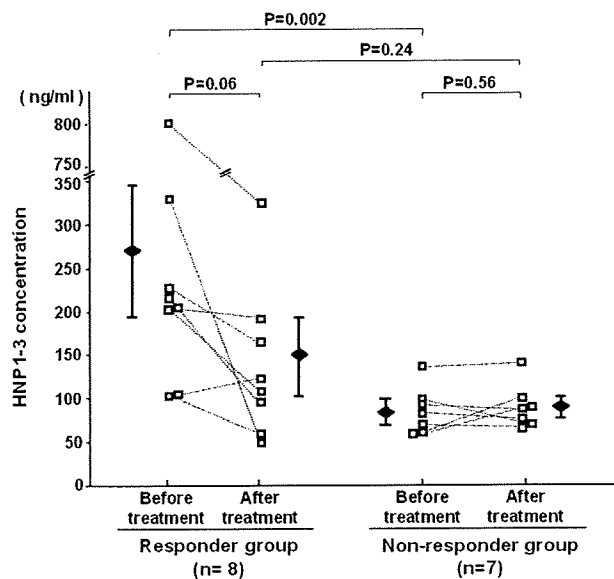 P=0.002
P=0.24
P=0.06
P=0.56
( ng/ml )
800
750
350
300
250
200
150
100
50
0
HNP1-3 concentration
Before treatment
After treatment
Before treatment
After treatment
Responder group
(n= 8)
Non-responder group
(n=7)